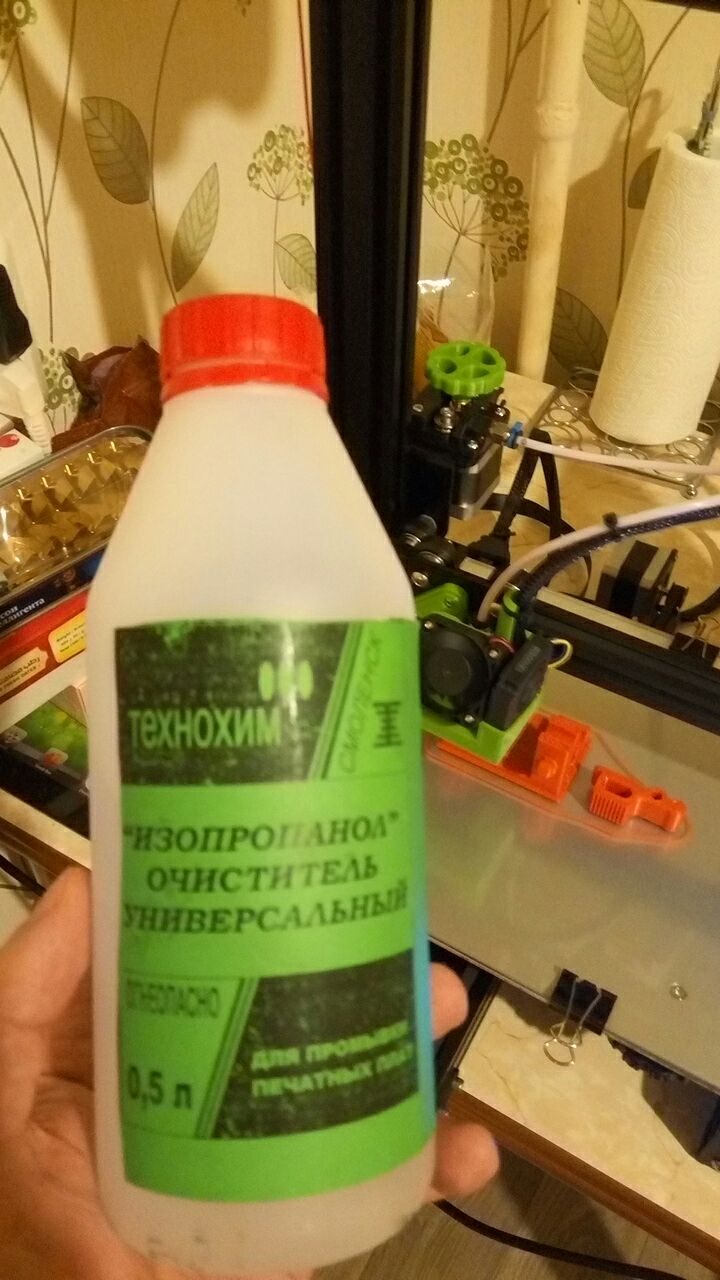 ТЕХНОХИМ
СМОЛЕНСК
"ИЗОПРОПАНОЛ"
ОЧИСТИТЕЛЬ
УНИВЕРСАЛЬНЫЙ
ОГНЕОПАСНО
0,5 л
ДЛЯ ПРОМЫВКИ
ПЕЧАТНЫХ ПЛАТ